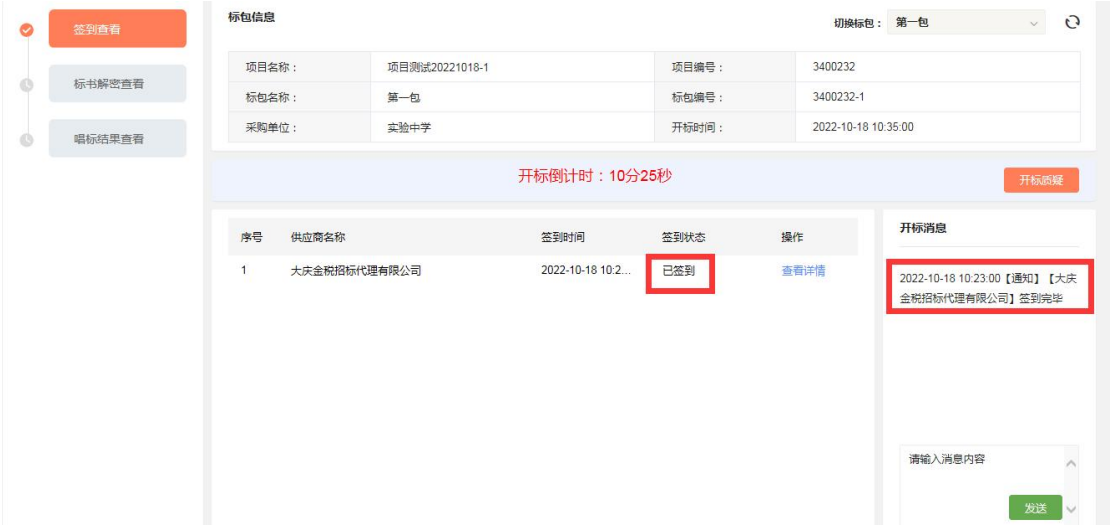 签到查看
标书解密查看
唱标结果查看
标包信息
切换标包： 第一包
项目名称： 项目测试20221018-1 项目编号： 3400232
标包名称： 第一包 标包编号： 3400232-1
采购单位： 实验中学 开标时间： 2022-10-18 10:35:00
开标倒计时：10分25秒
开标质疑
序号 供应商名称 签到时间 签到状态 操作
1 大庆金税招标代理有限公司 2022-10-18 10:2... 已签到 查看详情
开标消息
2022-10-18 10:23:00【通知】【大庆
金税招标代理有限公司】签到完毕
请输入消息内容
发送